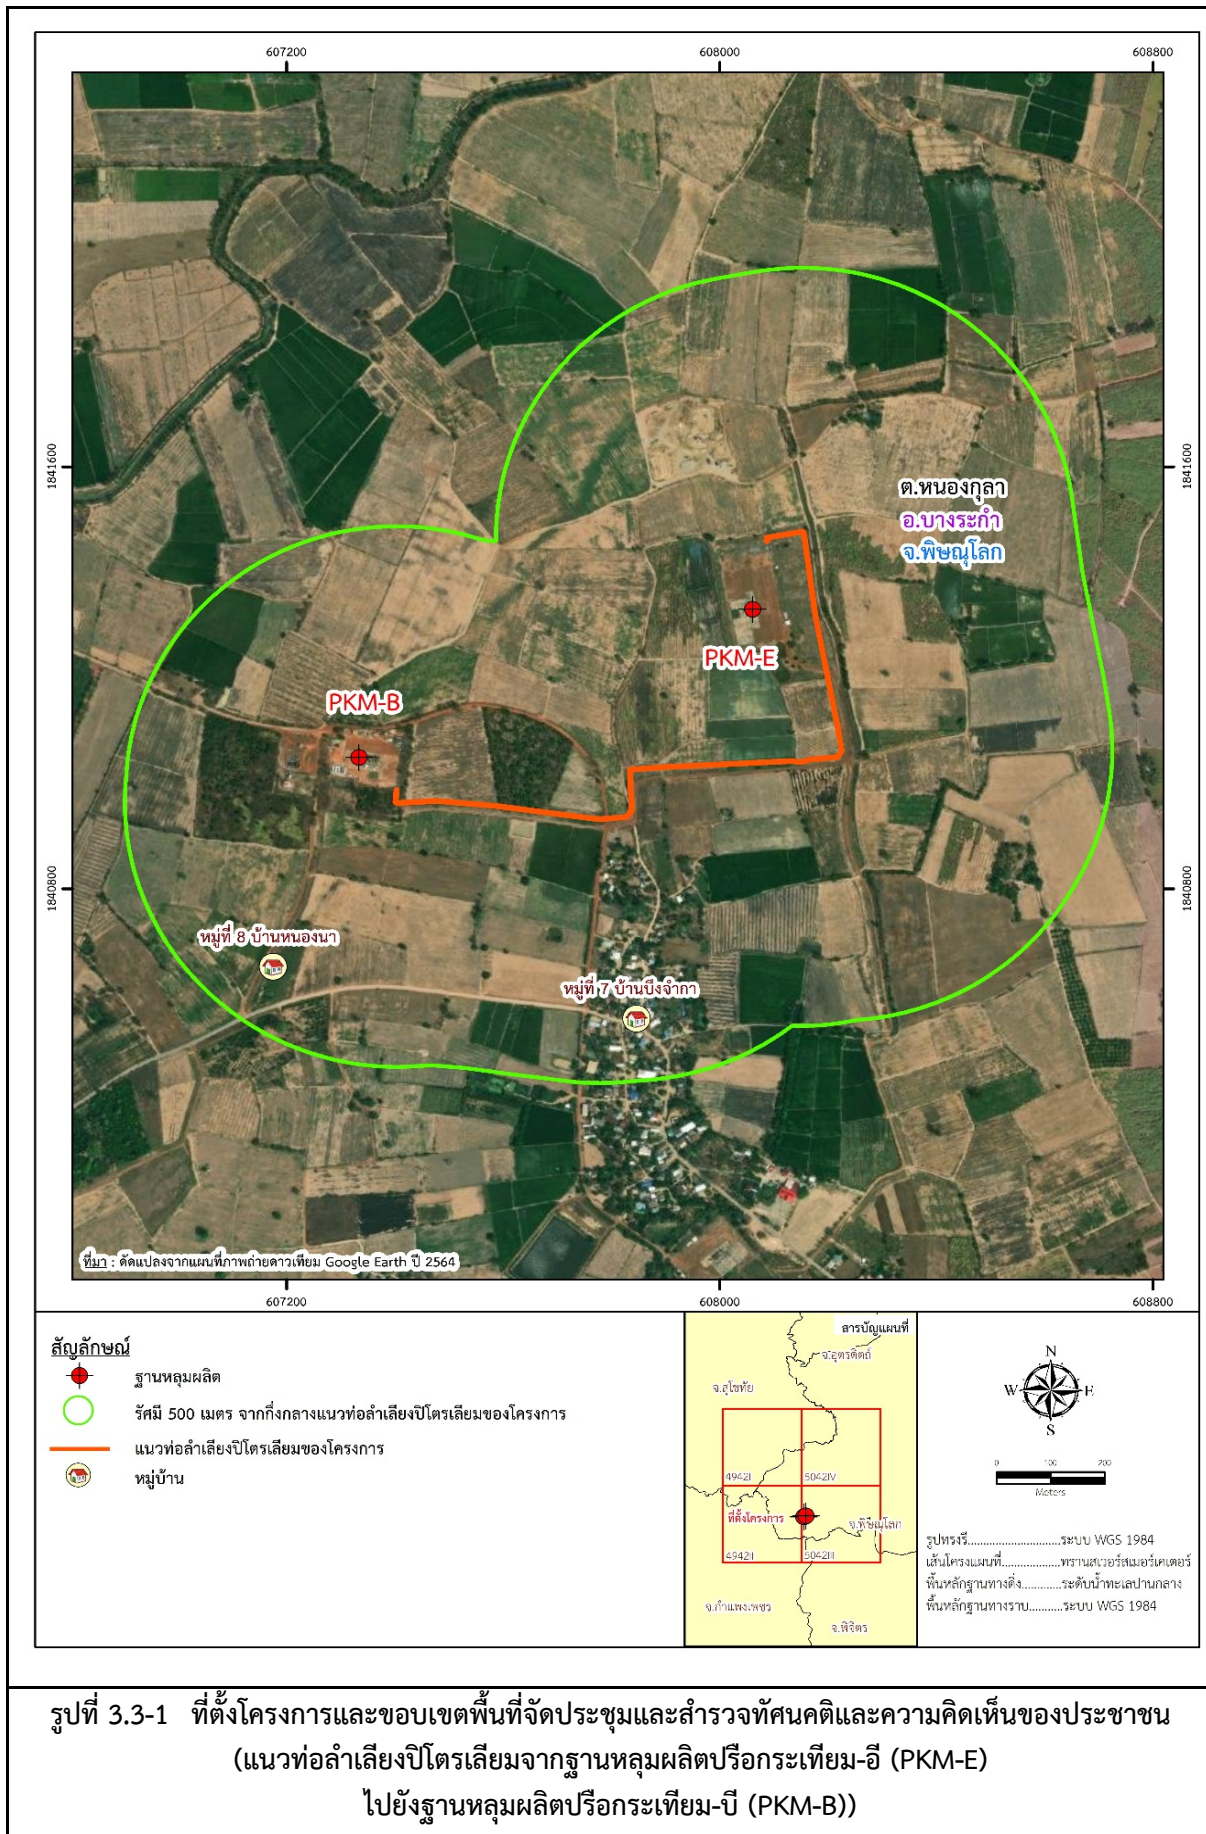 607200
608000
608800
1841600
1841600
ต.หนองกุลา
อ.บางระกำ
จ.พิษณุโลก
PKM-E
PKM-B
1840800
1840800
หมู่ที่ 8 บ้านหนองนา
หมู่ที่ 7 บ้านบึงจำกา
ที่มา : ดัดแปลงจากแผนที่ภาพถ่ายดาวเทียม Google Earth ปี 2564
607200
608000
608800
สัญลักษณ์
ฐานหลุมผลิต
รัศมี 500 เมตร จากกึ่งกลางแนวท่อลำเลียงปิโตรเลียมของโครงการ
แนวท่อลำเลียงปิโตรเลียมของโครงการ
หมู่บ้าน
สารบัญแผนที่
จ.อุตรดิตถ์
จ.สุโขทัย
4942I
5042IV
ที่ตั้งโครงการ
จ.พิษณุโลก
4942II
5042III
จ.กำแพงเพชร
จ.พิจิตร
N
W
E
S
0 100 200
Meters
รูปทรงรี............................ระบบ WGS 1984
เส้นโครงแผนที่..................ทรานสเวอร์สเมอร์เคเตอร์
พื้นหลักฐานทางดิ่ง............ระดับน้ำทะเลปานกลาง
พื้นหลักฐานทางราบ..........ระบบ WGS 1984
รูปที่ 3.3-1 ที่ตั้งโครงการและขอบเขตพื้นที่จัดประชุมและสำรวจทัศนคติและความคิดเห็นของประชาชน
(แนวท่อลำเลียงปิโตรเลียมจากฐานหลุมผลิตปรือกระเทียม-อี (PKM-E)
ไปยังฐานหลุมผลิตปรือกระเทียม-บี (PKM-B))